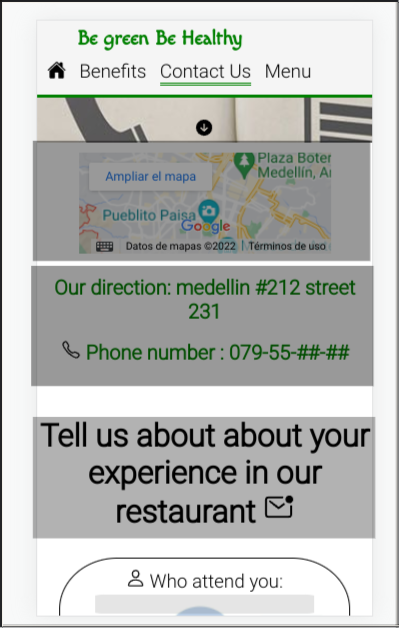 Be green Be Healthy
Benefits Contact Us Menu
Plaza Boter
Medellín, A
Ampliar el mapa
Pueblito Paisa
Google
Datos de mapas ©2022 Términos de uso
Our direction: medellin #212 street
231
Phone number : 079-55-##-##
Tell us about about your
experience in our
restaurant
Who attend you: